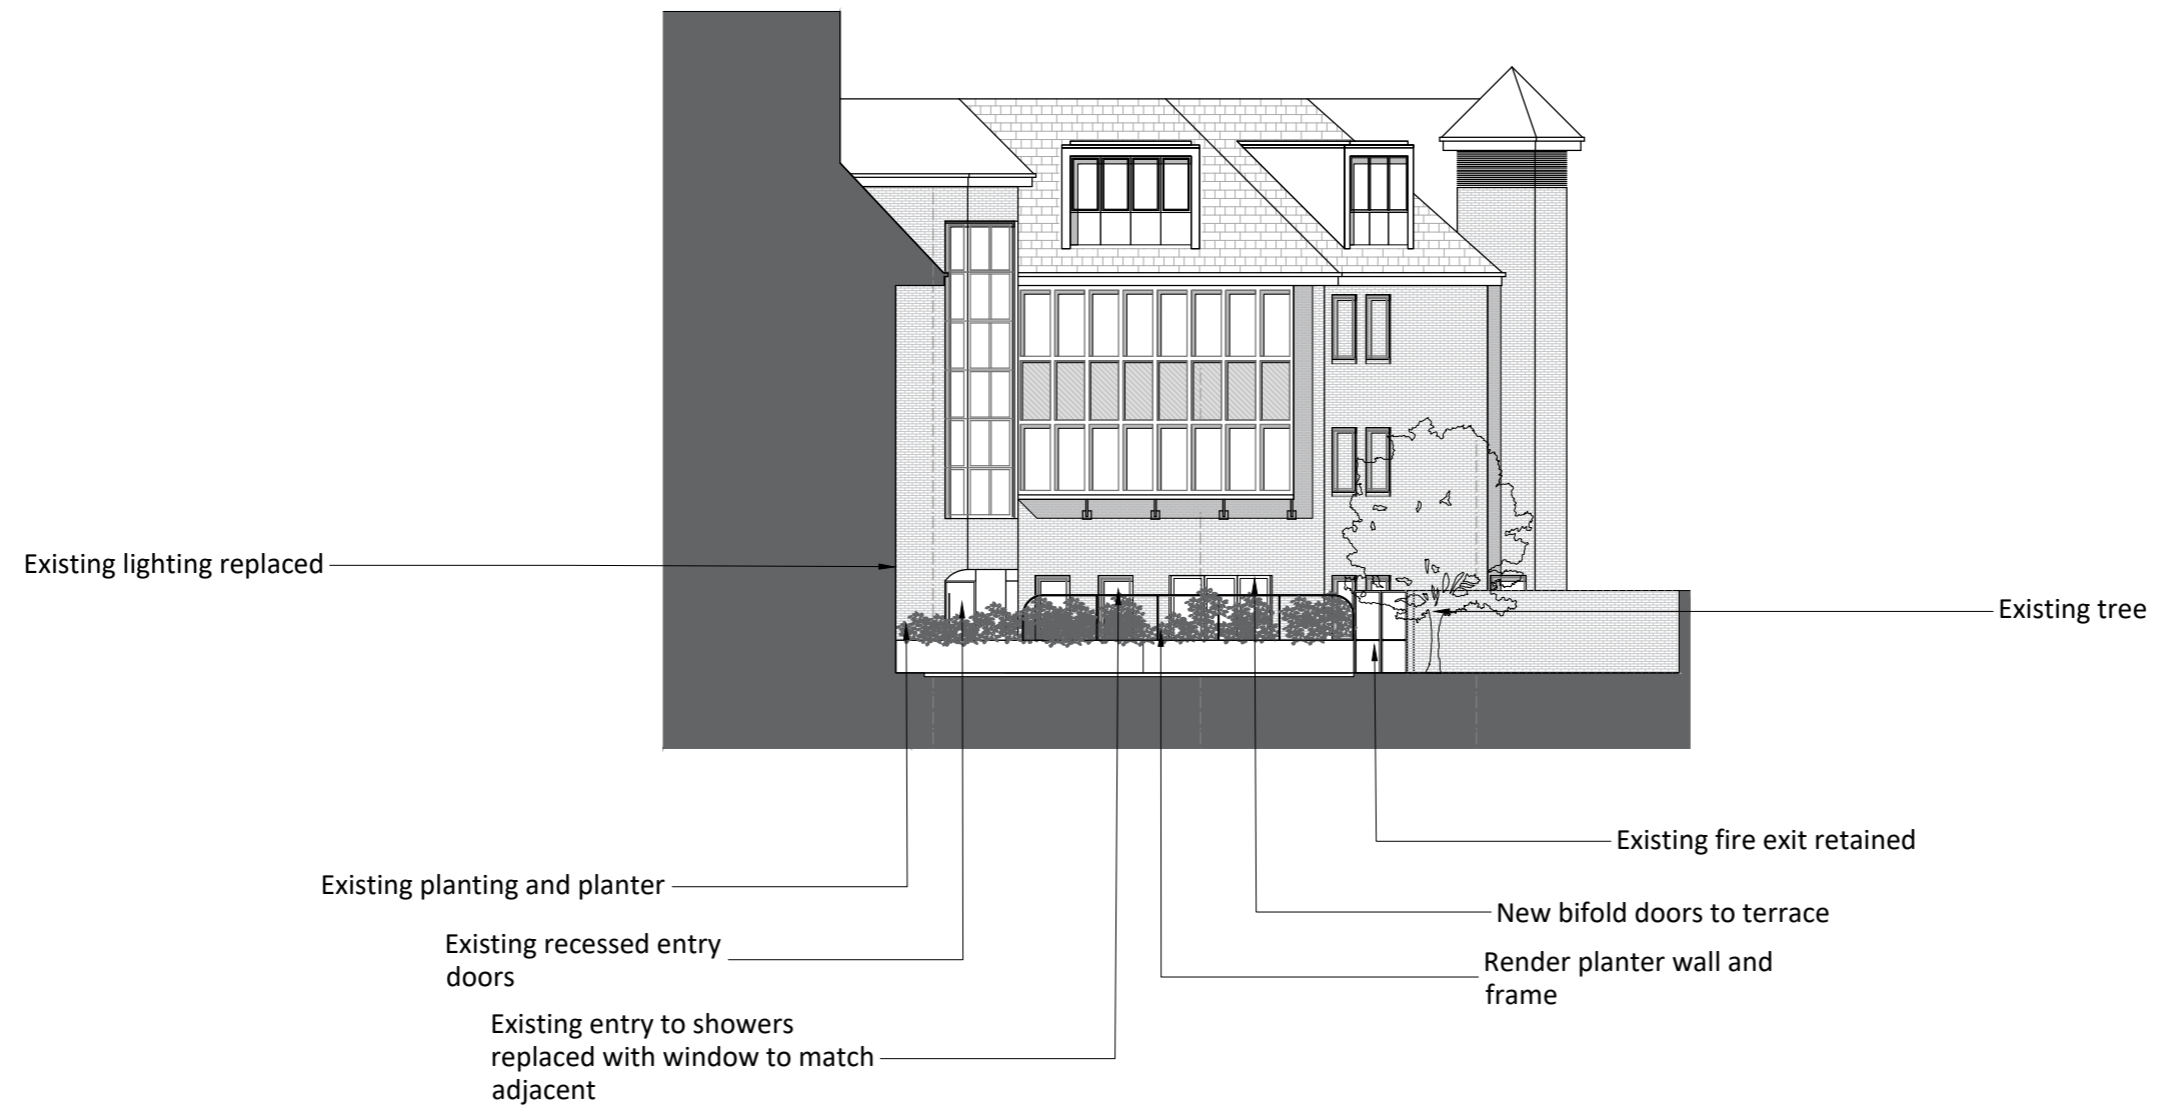 Existing lighting replaced
Existing tree
Existing fire exit retained
Existing planting and planter
New bifold doors to terrace
Existing recessed entry
doors
Render planter wall and
frame
Existing entry to showers
replaced with window to match
adjacent